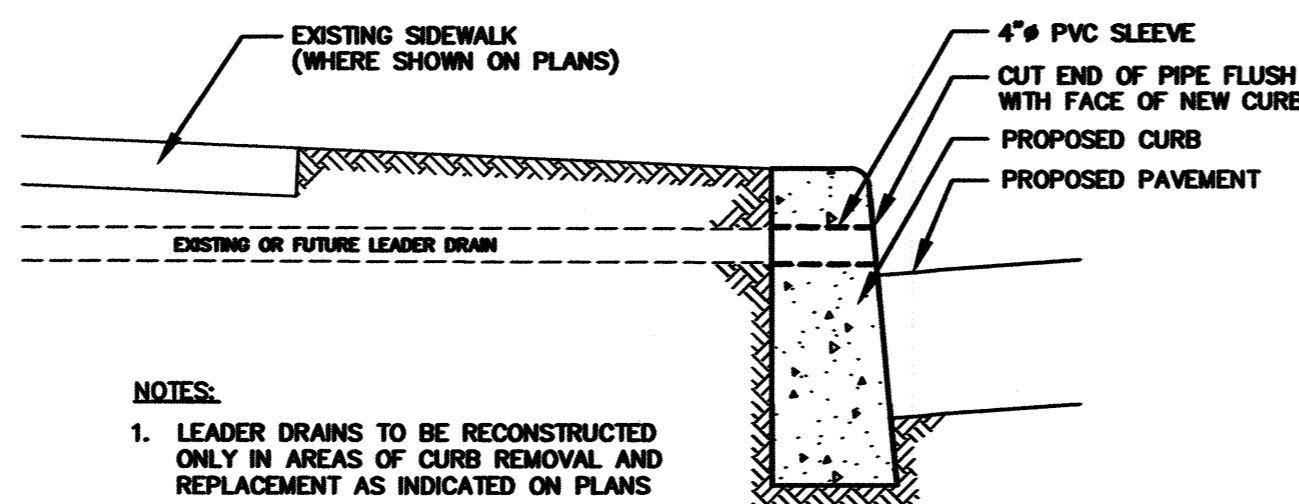 EXISTING SIDEWALK
(WHERE SHOWN ON PLANS)
4"ø PVC SLEEVE
CUT END OF PIPE FLUSH
WITH FACE OF NEW CURB
PROPOSED CURB
PROPOSED PAVEMENT
EXISTING OR FUTURE LEADER DRAIN
NOTES:
1. LEADER DRAINS TO BE RECONSTRUCTED
ONLY IN AREAS OF CURB REMOVAL AND
REPLACEMENT AS INDICATED ON PLANS